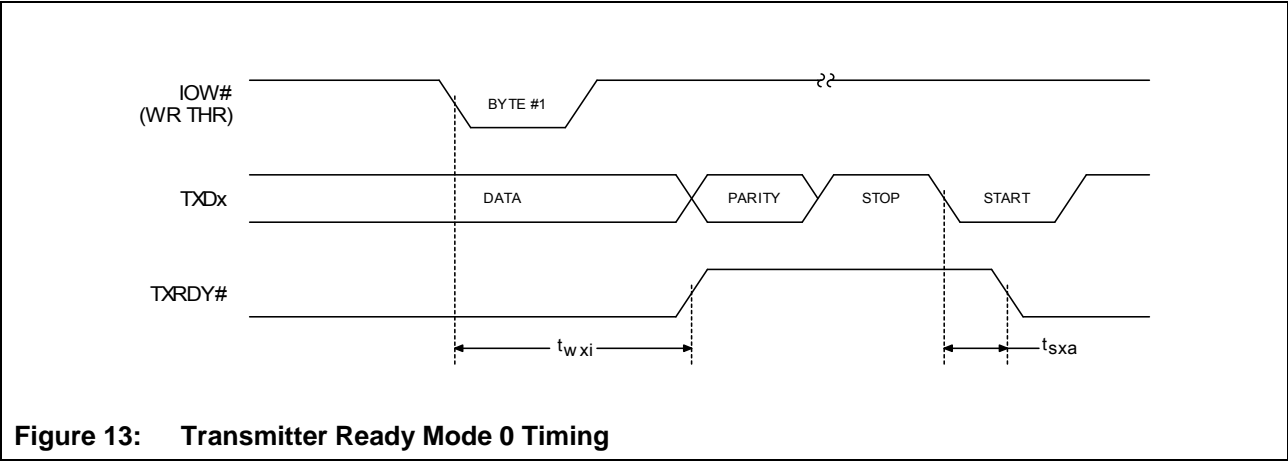 IOW#
(WR THR)
BYTE #1
TXDx
DATA
PARITY
STOP
START
TXRDY#
twxi
tsxa
Figure 13: Transmitter Ready Mode 0 Timing